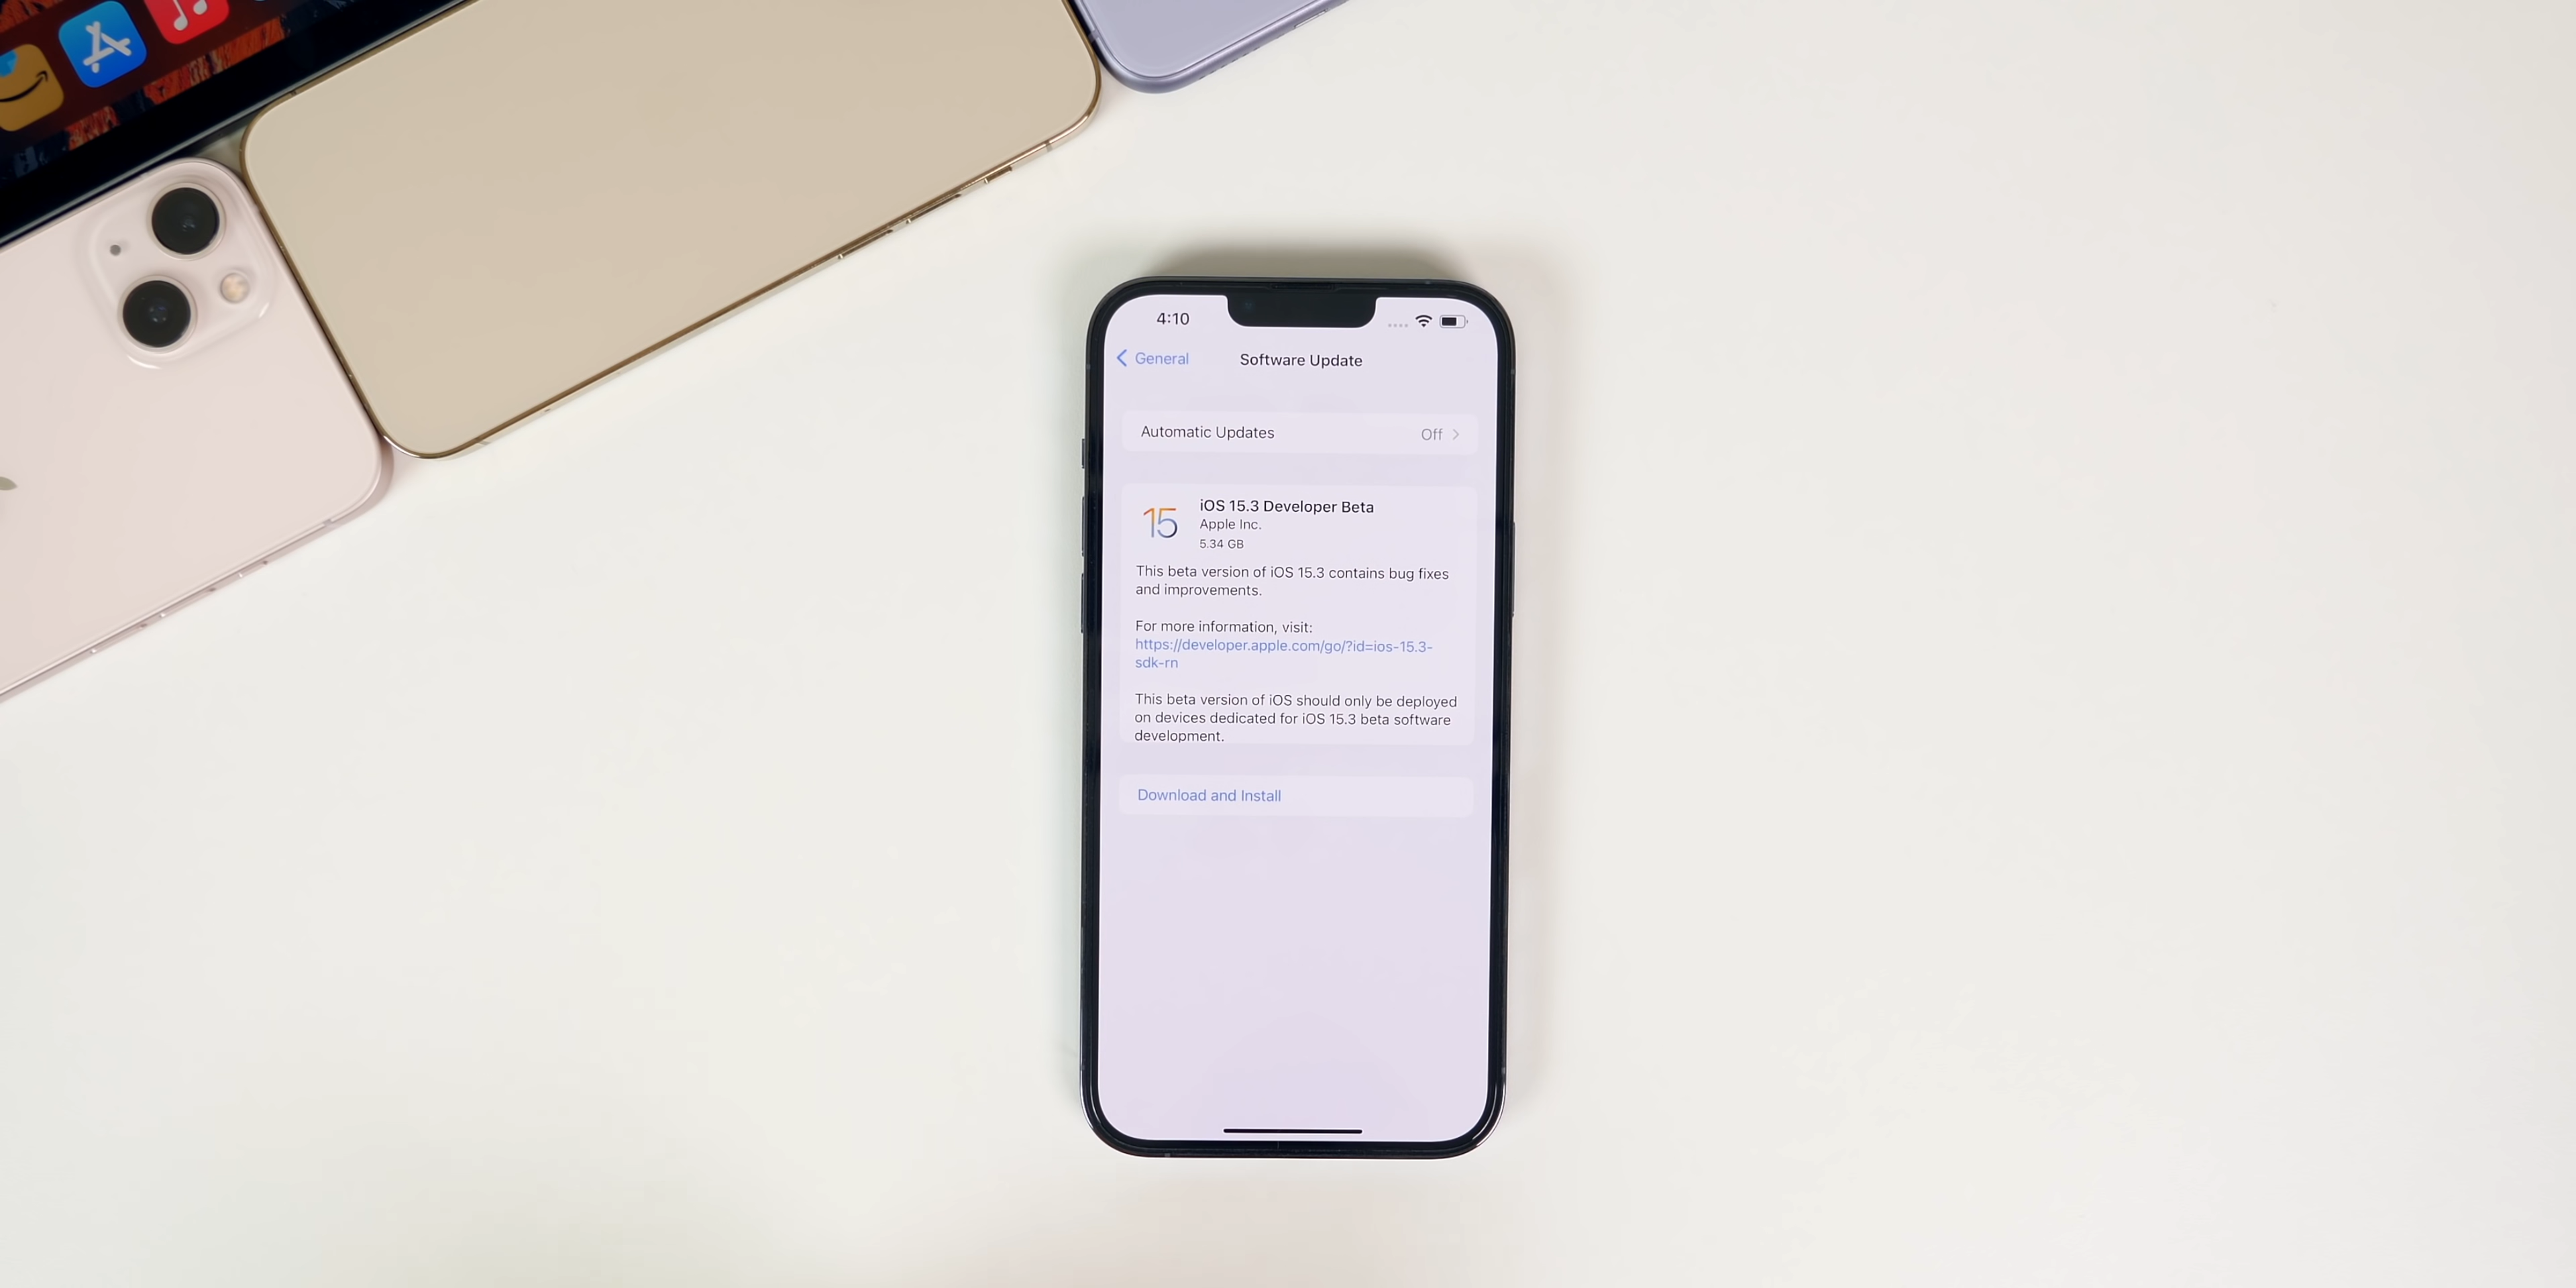 4:10
General
Software Update
Automatic Updates
Off
15
iOS 15.3 Developer Beta
Apple Inc.
5.34 GB
This beta version of iOS 15.3 contains bug fixes
and improvements.
For more information, visit:
https://developer.apple.com/go/?id=ios-15.3-
sdk-rn
This beta version of iOS should only be deployed
on devices dedicated for iOS 15.3 beta software
development.
Download and Install